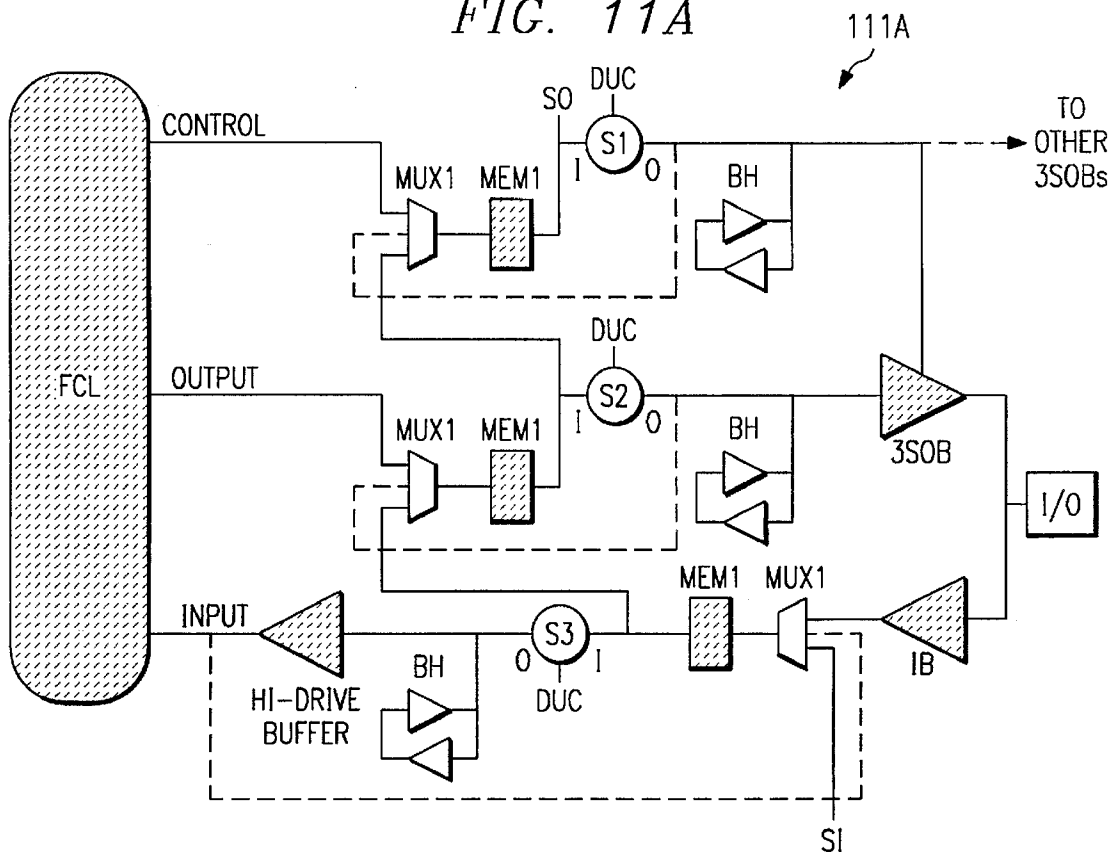 FIG. 11A
111A
DUC
SO
CONTROL
S1
I
O
TO
OTHER
3SOBs
MUX1
MEM1
BH
DUC
OUTPUT
S2
I
O
FCL
MUX1
MEM1
BH
3SOB
I/O
MEM1
MUX1
INPUT
S3
O
I
IB
BH
DUC
HI-DRIVE
BUFFER
SI